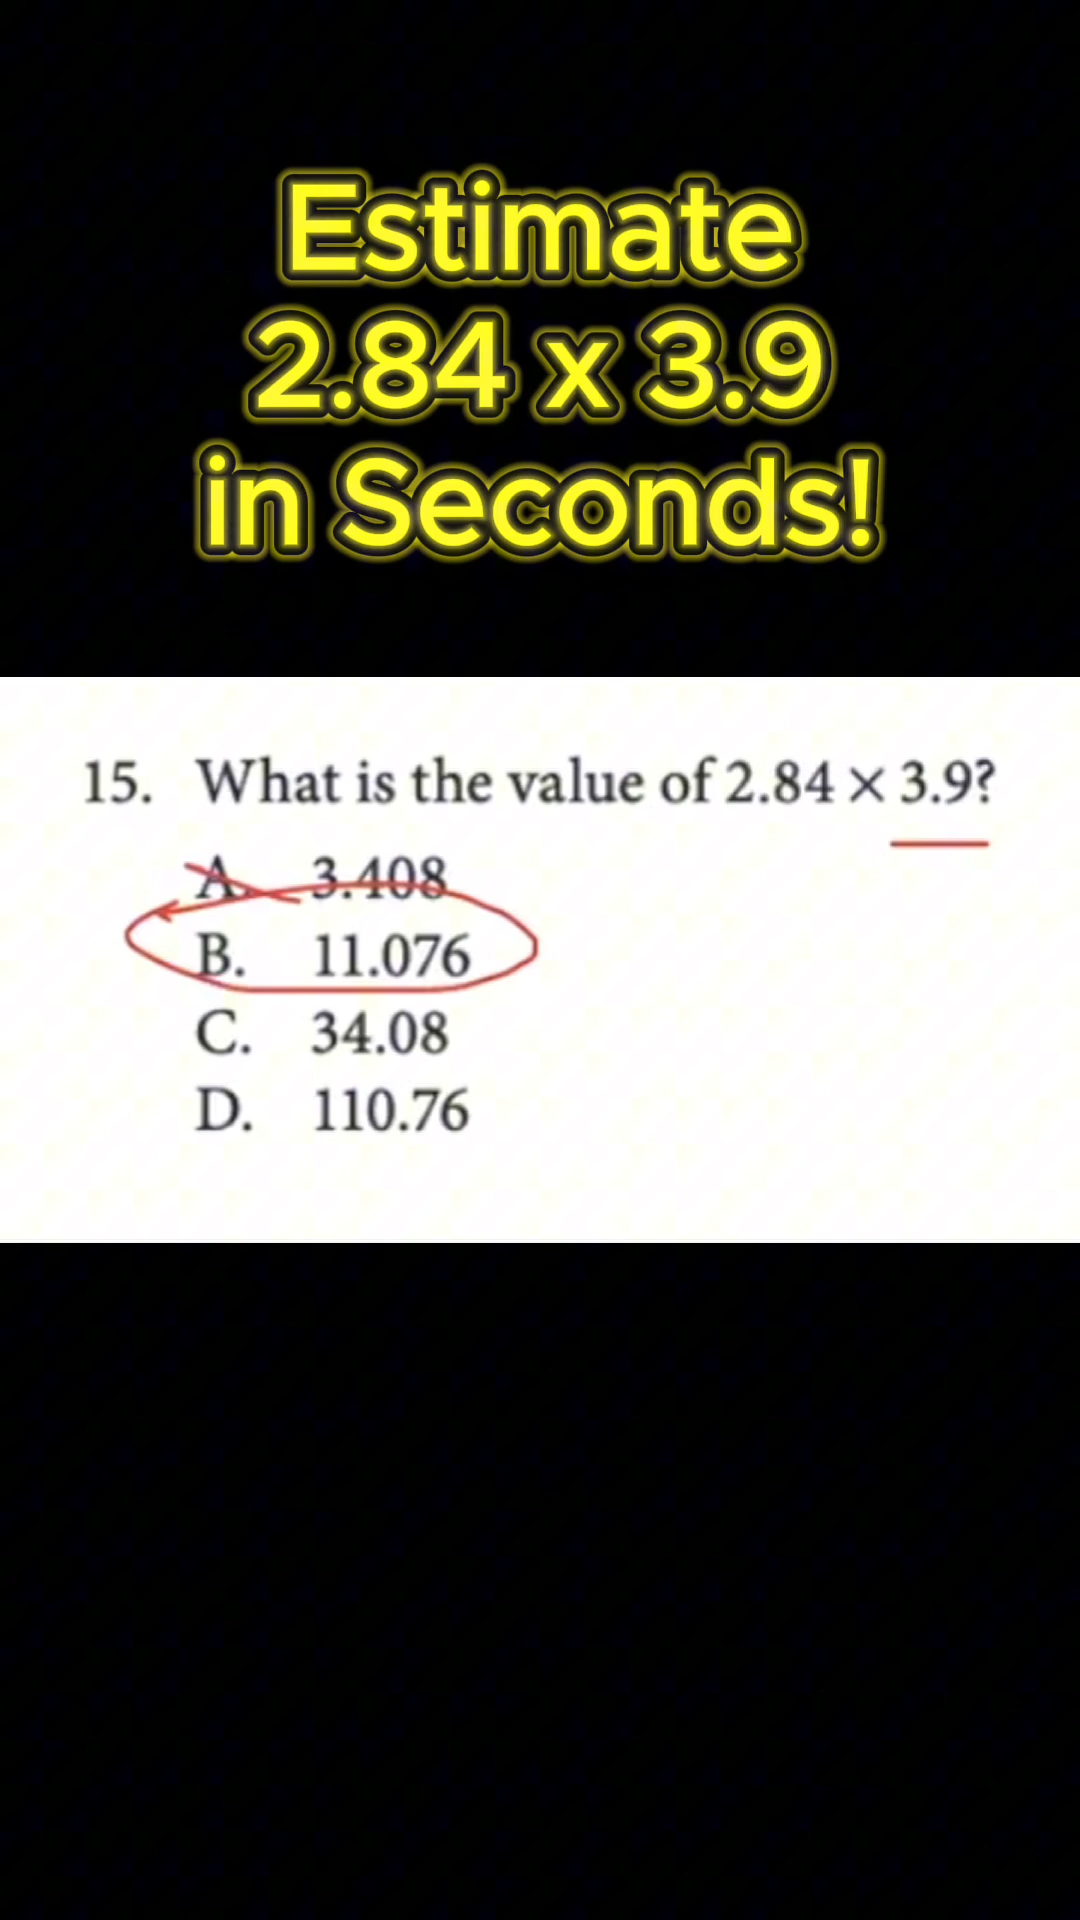 Estimate
2.84 x 3.9
in Seconds!
15. What is the value of 2.84 × 3.9?
A. 3.408
B. 11.076
C. 34.08
D. 110.76